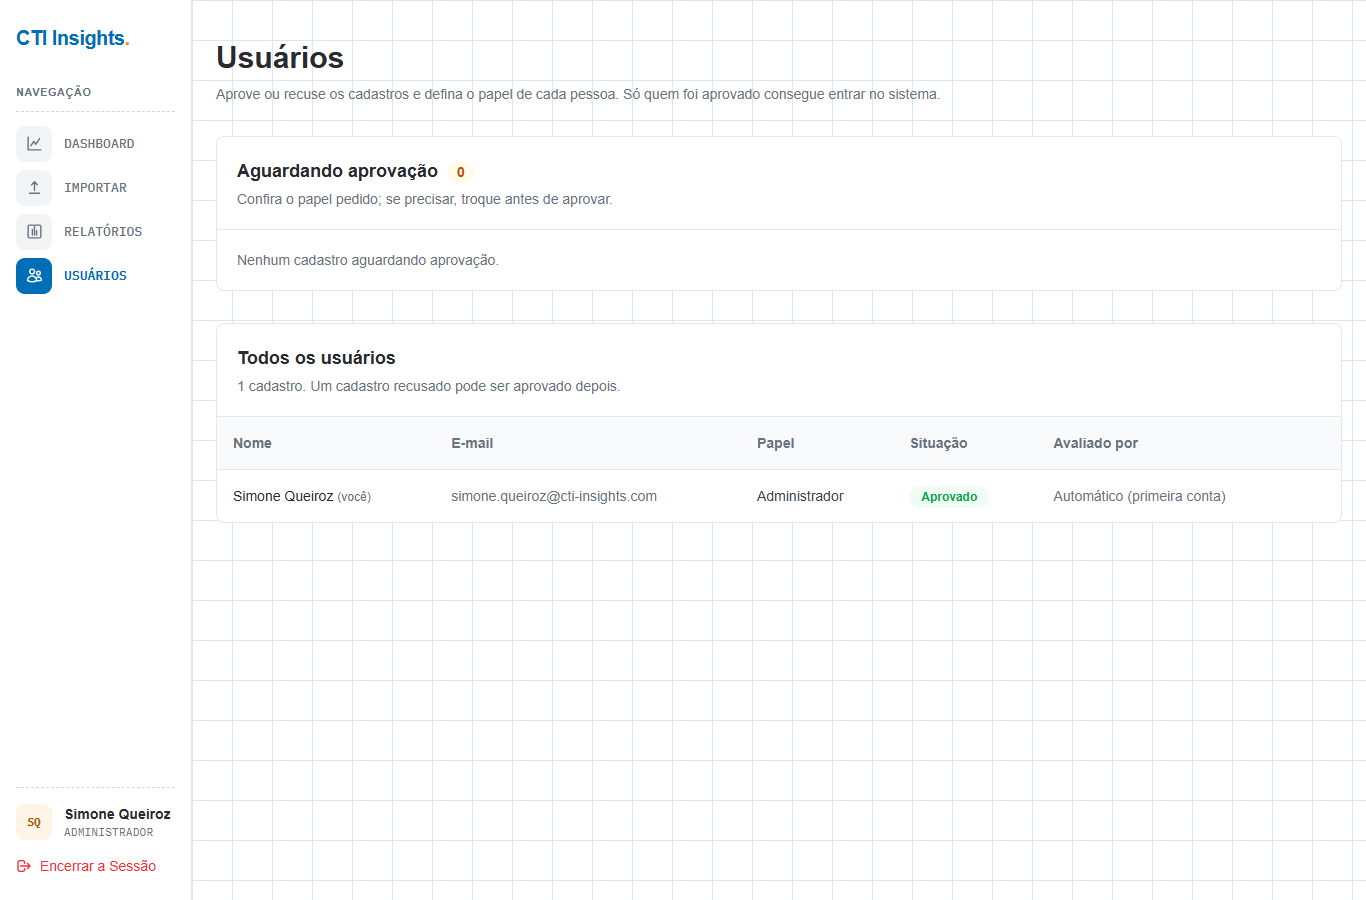 CTI Insights.
NAVEGAÇÃO
DASHBOARD
IMPORTAR
RELATÓRIOS
USUÁRIOS
Usuários
Aprove ou recuse os cadastros e defina o papel de cada pessoa. Só quem foi aprovado consegue entrar no sistema.
Aguardando aprovação 0
Confira o papel pedido; se precisar, troque antes de aprovar.
Nenhum cadastro aguardando aprovação.
Todos os usuários
1 cadastro. Um cadastro recusado pode ser aprovado depois.
Nome E-mail Papel Situação Avaliado por
Simone Queiroz (você) simone.queiroz@cti-insights.com Administrador Aprovado Automático (primeira conta)
SQ Simone Queiroz
ADMINISTRADOR
Encerrar a Sessão